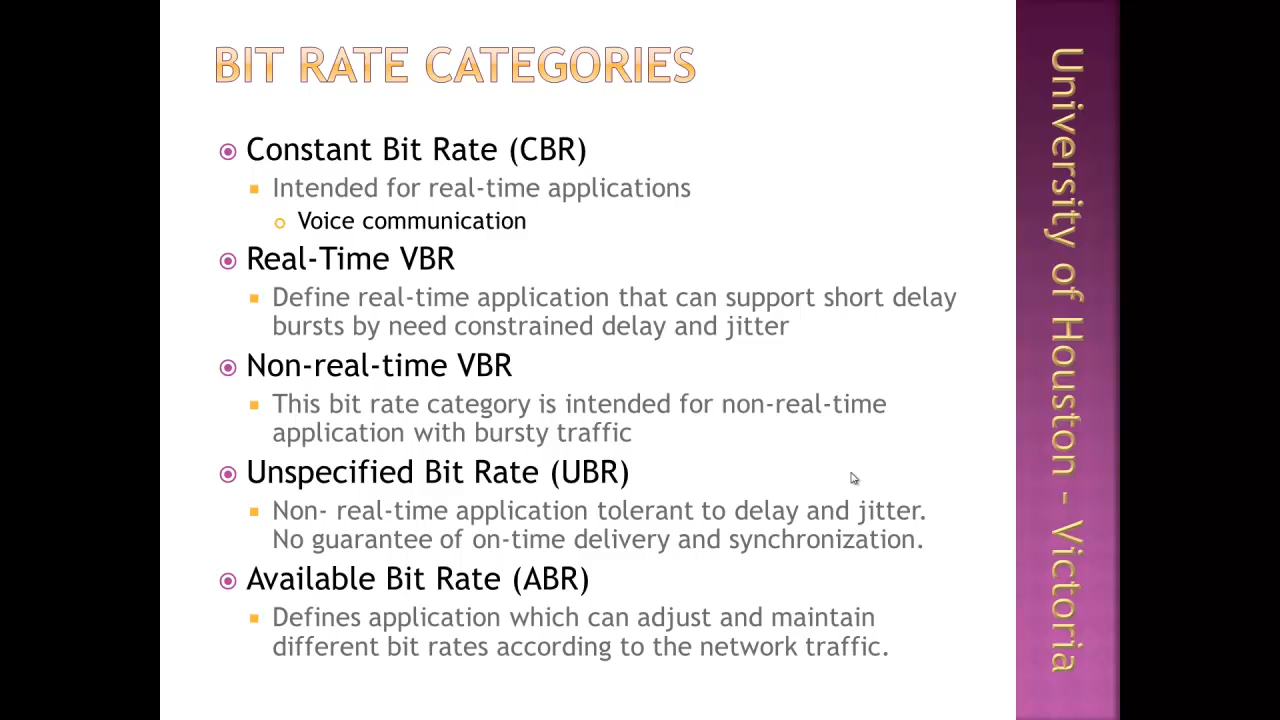 BIT RATE CATEGORIES
Constant Bit Rate (CBR)
Intended for real-time applications
Voice communication
Real-Time VBR
Define real-time application that can support short delay
bursts by need constrained delay and jitter
Non-real-time VBR
This bit rate category is intended for non-real-time
application with bursty traffic
Unspecified Bit Rate (UBR)
Non- real-time application tolerant to delay and jitter.
No guarantee of on-time delivery and synchronization.
Available Bit Rate (ABR)
Defines application which can adjust and maintain
different bit rates according to the network traffic.
University of Houston - Victoria